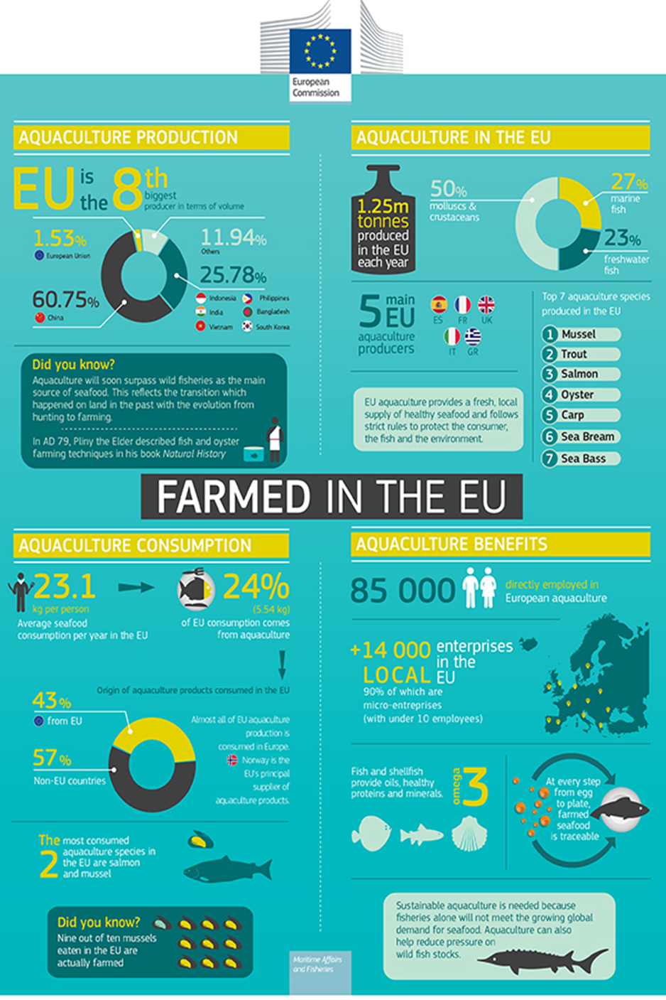 European
Commission
AQUACULTURE PRODUCTION
EU is the 8th
biggest
producer in terms of volume
1.53%
European Union
11.94%
Others
25.78%
Indonesia
Philippines
India
Bangladesh
Vietnam
South Korea
60.75%
China
Did you know?
Aquaculture will soon surpass wild fisheries as the main
source of seafood. This reflects the transition which
happened on land in the past with the evolution from
hunting to farming.
In AD 79, Pliny the Elder described fish and oyster
farming techniques in his book Natural History
AQUACULTURE IN THE EU
1.25m
tonnes
produced
in the EU
each year
50%
molluscs &
crustaceans
27%
marine
fish
23%
freshwater
fish
5 main
EU
aquaculture
producers
ES
FR
UK
IT
GR
Top 7 aquaculture species
produced in the EU
1 Mussel
2 Trout
3 Salmon
4 Oyster
5 Carp
6 Sea Bream
7 Sea Bass
EU aquaculture provides a fresh, local
supply of healthy seafood and follows
strict rules to protect the consumer,
the fish and the environment.
FARMED IN THE EU
AQUACULTURE CONSUMPTION
23.1
kg per person
Average seafood
consumption per year in the EU
24%
(5.54 kg)
of EU consumption comes
from aquaculture
Origin of aquaculture products consumed in the EU
43%
from EU
57%
Non-EU countries
Almost all of EU aquaculture
production is
consumed in Europe.
Norway is the
EU's principal
supplier of
aquaculture products.
The 2 most consumed
aquaculture species in
the EU are salmon
and mussel
Did you know?
Nine out of ten mussels
eaten in the EU are
actually farmed
AQUACULTURE BENEFITS
85 000
directly employed in
European aquaculture
+14 000 enterprises
in the
LOCAL EU
90% of which are
micro-entreprises
(with under 10 employees)
Fish and shellfish
provide oils, healthy
proteins and minerals.
omega 3
At every step
from egg
to plate,
farmed
seafood
is traceable
Sustainable aquaculture is needed because
fisheries alone will not meet the growing global
demand for seafood. Aquaculture can also
help reduce pressure on
wild fish stocks.
Maritime Affairs
and Fisheries